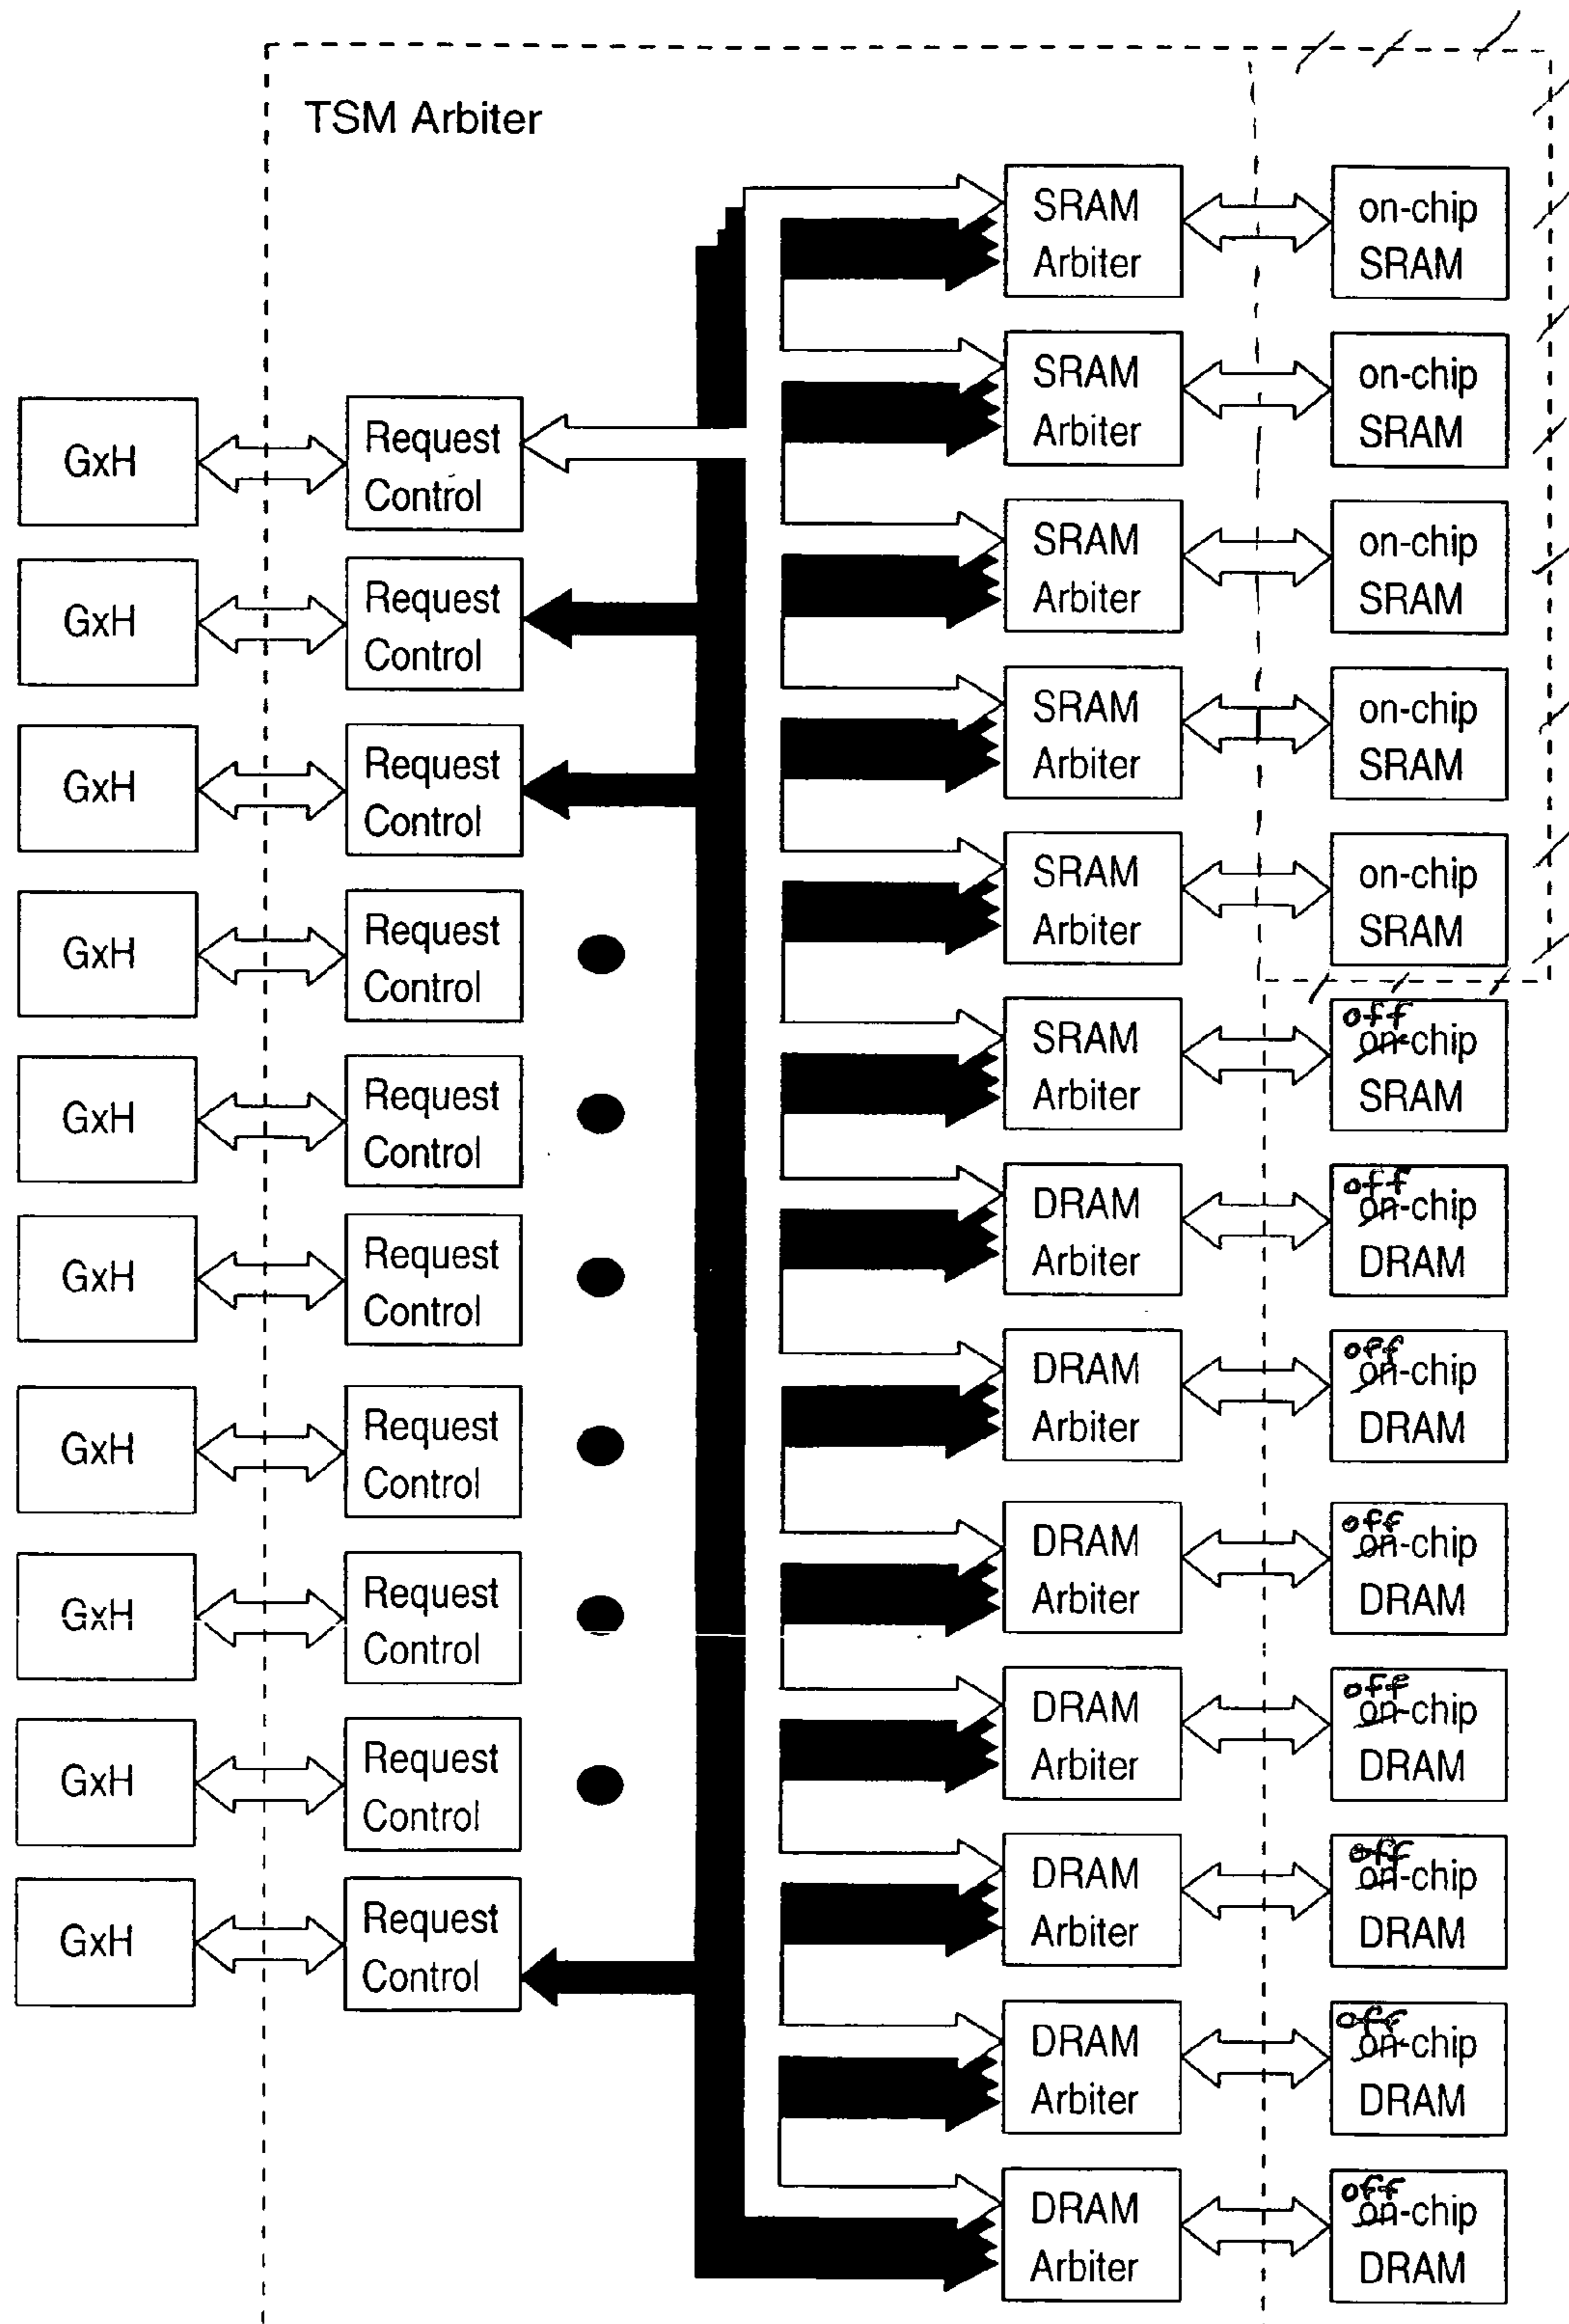 TSM Arbiter
GxH
GxH
GxH
GxH
GxH
GxH
GxH
GxH
GxH
GxH
Request
Control
Request
Control
Request
Control
Request
Control
Request
Control
Request
Control
Request
Control
Request
Control
Request
Control
Request
Control
SRAM
Arbiter
SRAM
Arbiter
SRAM
Arbiter
SRAM
Arbiter
SRAM
Arbiter
SRAM
Arbiter
DRAM
Arbiter
DRAM
Arbiter
DRAM
Arbiter
DRAM
Arbiter
DRAM
Arbiter
DRAM
Arbiter
DRAM
Arbiter
on-chip
SRAM
on-chip
SRAM
on-chip
SRAM
on-chip
SRAM
on-chip
SRAM
off
on-chip
SRAM
off
on-chip
DRAM
off
on-chip
DRAM
off
on-chip
DRAM
off
on-chip
DRAM
off
on-chip
DRAM
off
on-chip
DRAM
off
on-chip
DRAM